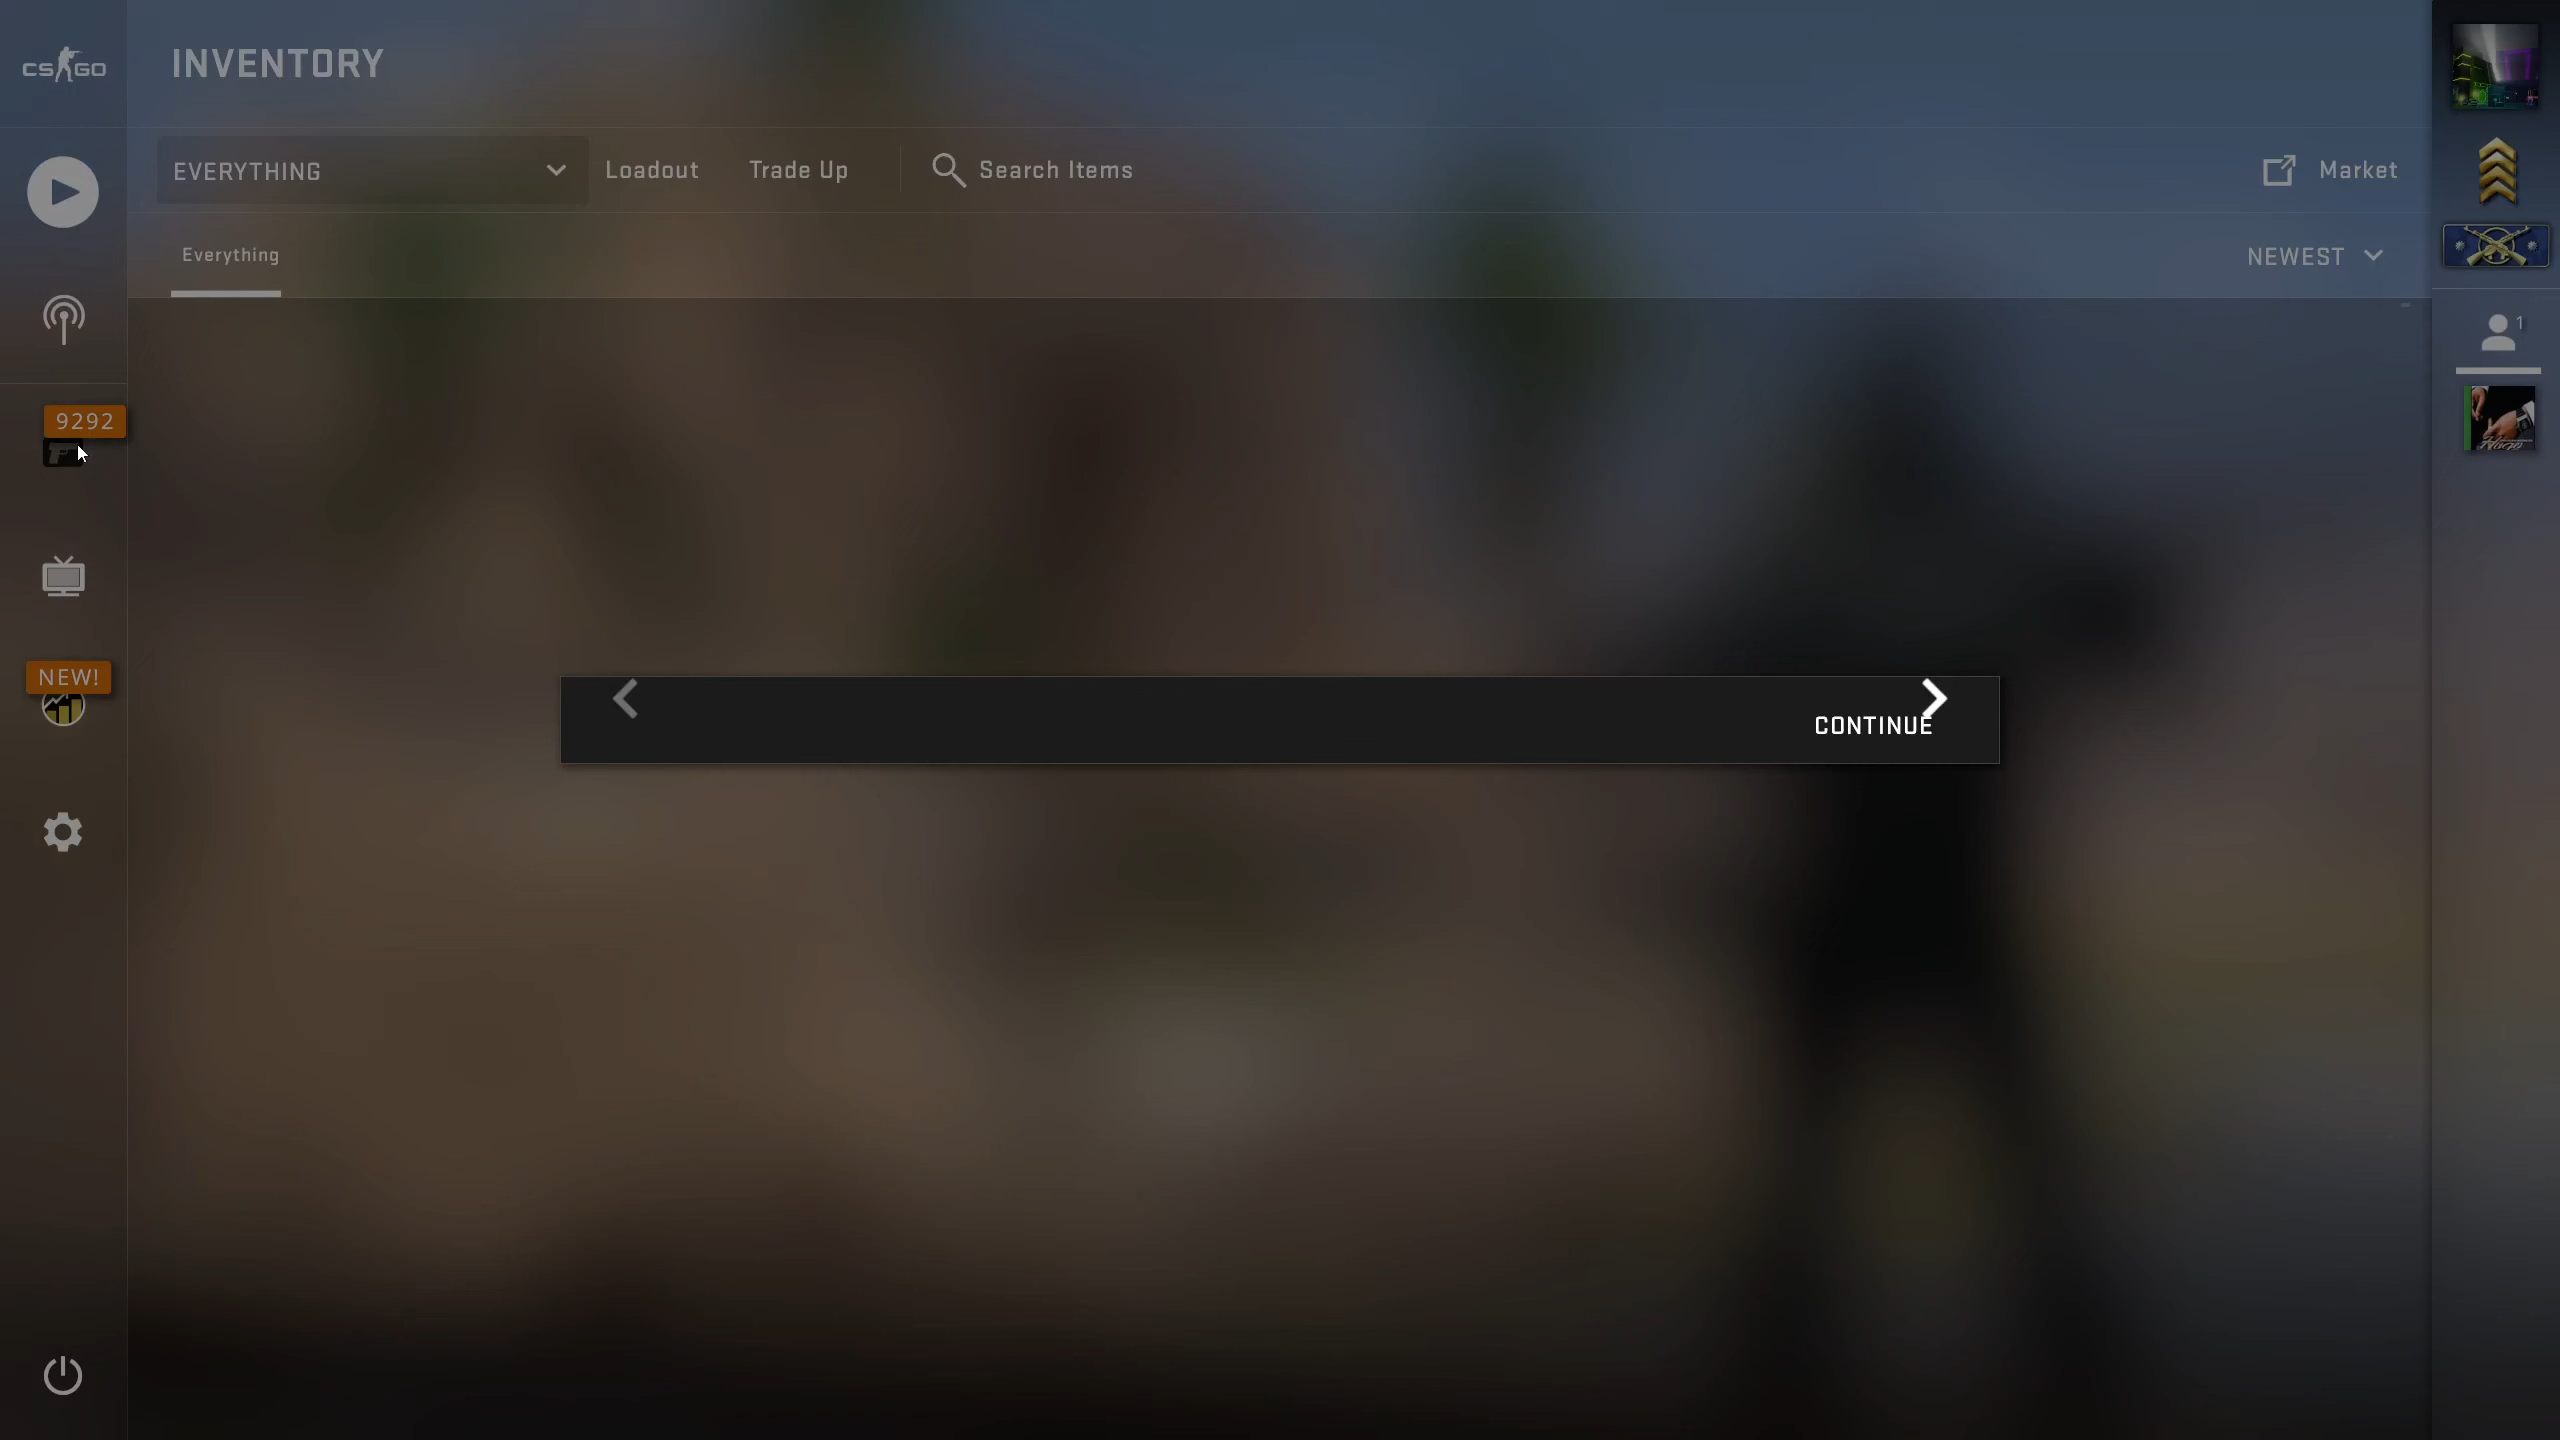 CS GO
INVENTORY
EVERYTHING
Loadout
Trade Up
Search Items
Market
Everything
NEWEST
1
9292
NEW!
CONTINUE